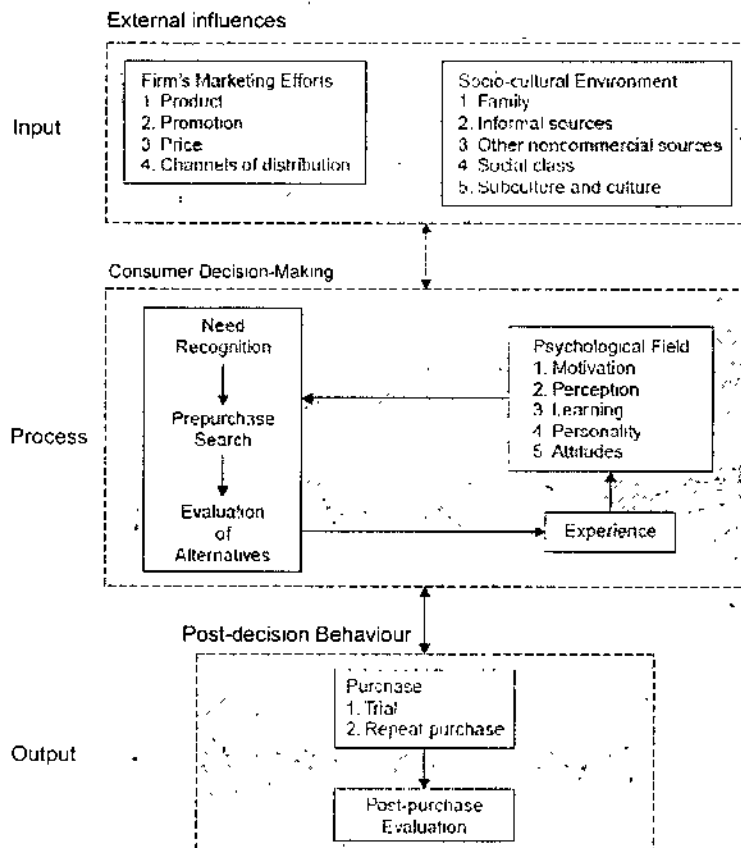 External influences
Input
Firm's Marketing Efforts
1 Product
2. Promotion
3 Price
4. Channels of distribution
Socio-cultural Environment
1 Family
2. Informal sources
3 Other noncommercial sources
4 Social class
5. Subculture and culture
Consumer Decision-Making
Process
Need
Recognition
Prepurchase
Search
Evaluation
of
Alternatives
Psychological Field
1. Motivation
2. Perception
3 Learning
4 Personality
5 Attitudes
Experience
Post-decision Behaviour
Output
Purchase
1. Trial
2. Repeat purchase
Post-purchase
Evaluation